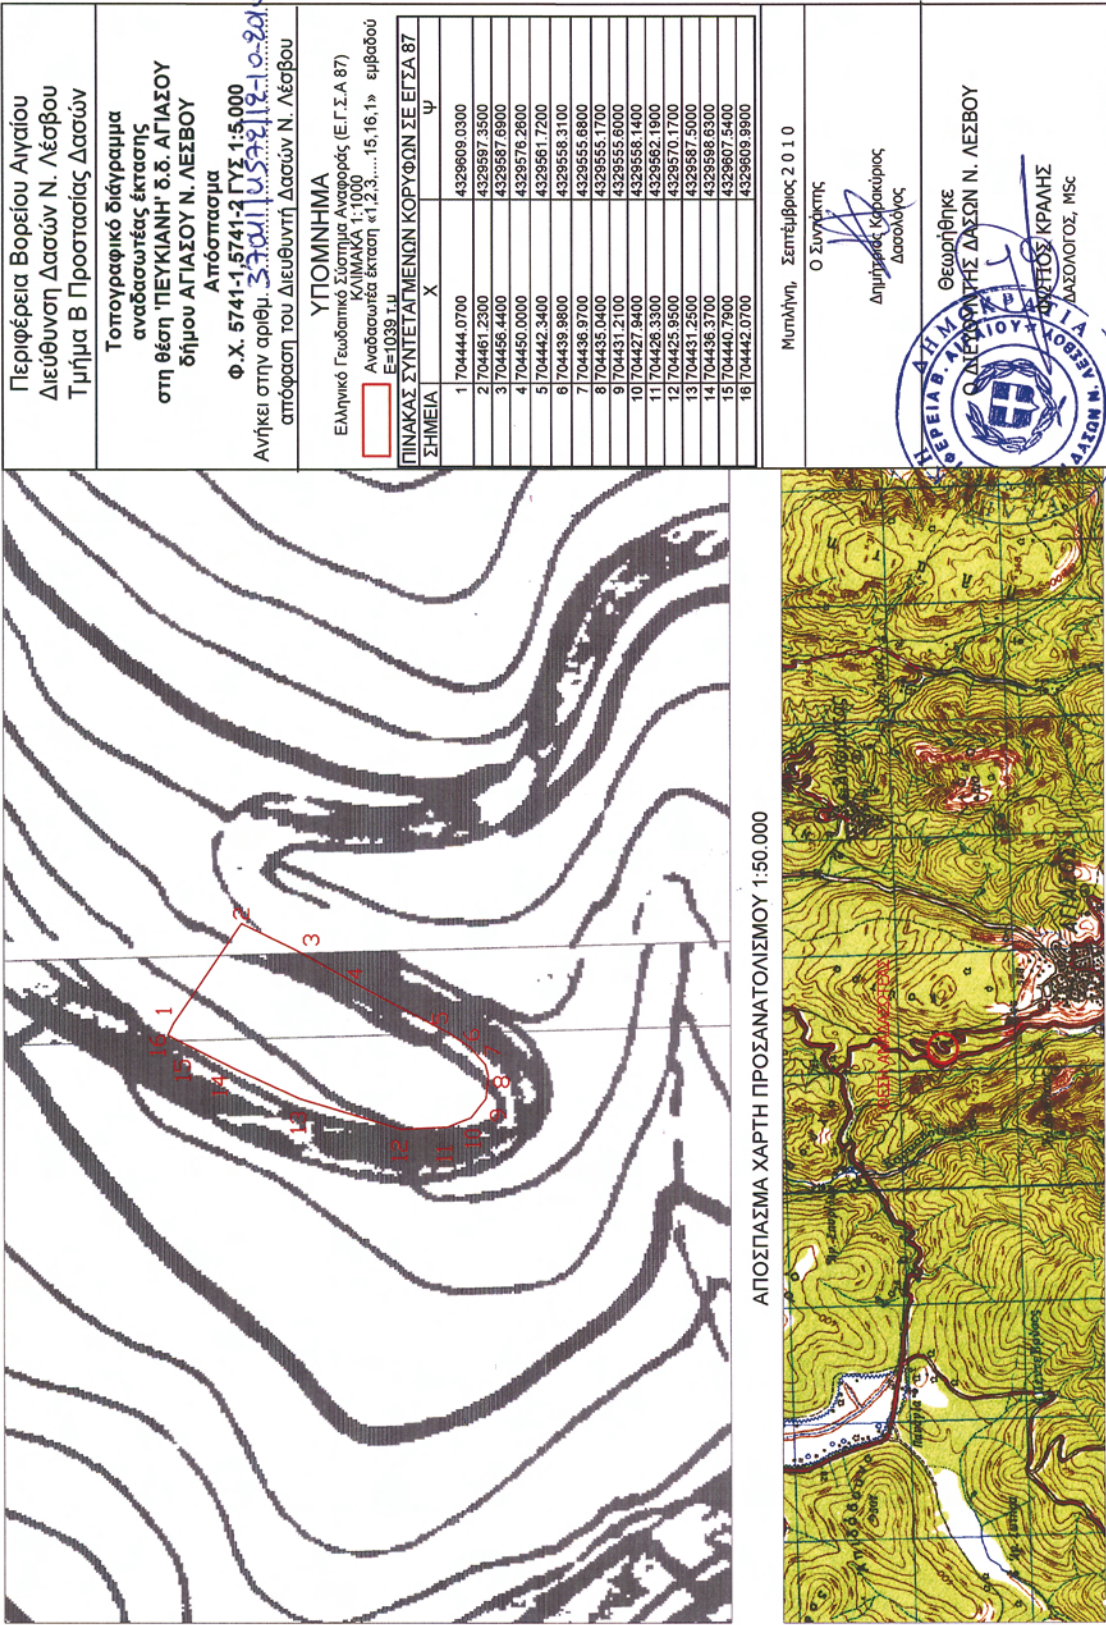 Περιφέρεια Βορείου Αιγαίου
Διεύθυνση Δασών Ν. Λέσβου
Τμήμα Β Προστασίας Δασών
Τοπογραφικό διάγραμμα
αναδασωτέας έκτασης
στη θέση 'ΠΕΥΚΙΑΝΗ' δ.δ. ΑΓΙΑΣΟΥ
δήμου ΑΓΙΑΣΟΥ Ν. ΛΕΣΒΟΥ
Απόσπασμα
Φ.Χ. 5741-1,5741-2 ΓΥΣ 1:5.000
Ανήκει στην αριθμ.
απόφαση του Διευθυντή Δασών Ν. Λέσβου
ΥΠΟΜΝΗΜΑ
Ελληνικό Γεωδαιτικό Σύστημα Αναφοράς (Ε.Γ.Σ.Α 87)
ΚΛΙΜΑΚΑ 1:1000
Αναδασωτέα έκταση «1,2,3,....15,16,1» εμβαδού
Ε=1039 τ.μ
ΠΙΝΑΚΑΣ ΣΥΝΤΕΤΑΓΜΕΝΩΝ ΚΟΡΥΦΩΝ ΣΕ ΕΓΣΑ 87
ΣΗΜΕΙΑ Χ Ψ
1 704444.0700 4329609.0300
2 704461.2300 4329597.3500
3 704456.4400 4329587.6900
4 704450.0000 4329576.2600
5 704442.3400 4329561.7200
6 704439.9800 4329558.3100
7 704436.9700 4329555.6800
8 704435.0400 4329555.1700
9 704431.2100 4329555.6000
10 704427.9400 4329558.1400
11 704426.3300 4329562.1900
12 704425.9500 4329570.1700
13 704431.2500 4329587.5000
14 704436.3700 4329598.6300
15 704440.7900 4329607.5400
16 704442.0700 4329609.9900
Μυτιλήνη, Σεπτέμβριος 2 0 1 0
Ο Συντάκτης
Δημήτριος Καρακύριος
Δασολόγος
Θεωρήθηκε
Ο ΔΙΕΥΘΥΝΤΗΣ ΔΑΣΩΝ Ν. ΛΕΣΒΟΥ
ΚΡΑΛΗΣ
ΔΑΣΟΛΟΓΟΣ, MSc
1
2
3
4
5
6
7
8
9
10
11
12
13
14
15
16
ΑΠΟΣΠΑΣΜΑ ΧΑΡΤΗ ΠΡΟΣΑΝΑΤΟΛΙΣΜΟΥ 1:50.000
ΘΕΣΗ ΑΝΑΔΑΣΩΤΕΑΣ